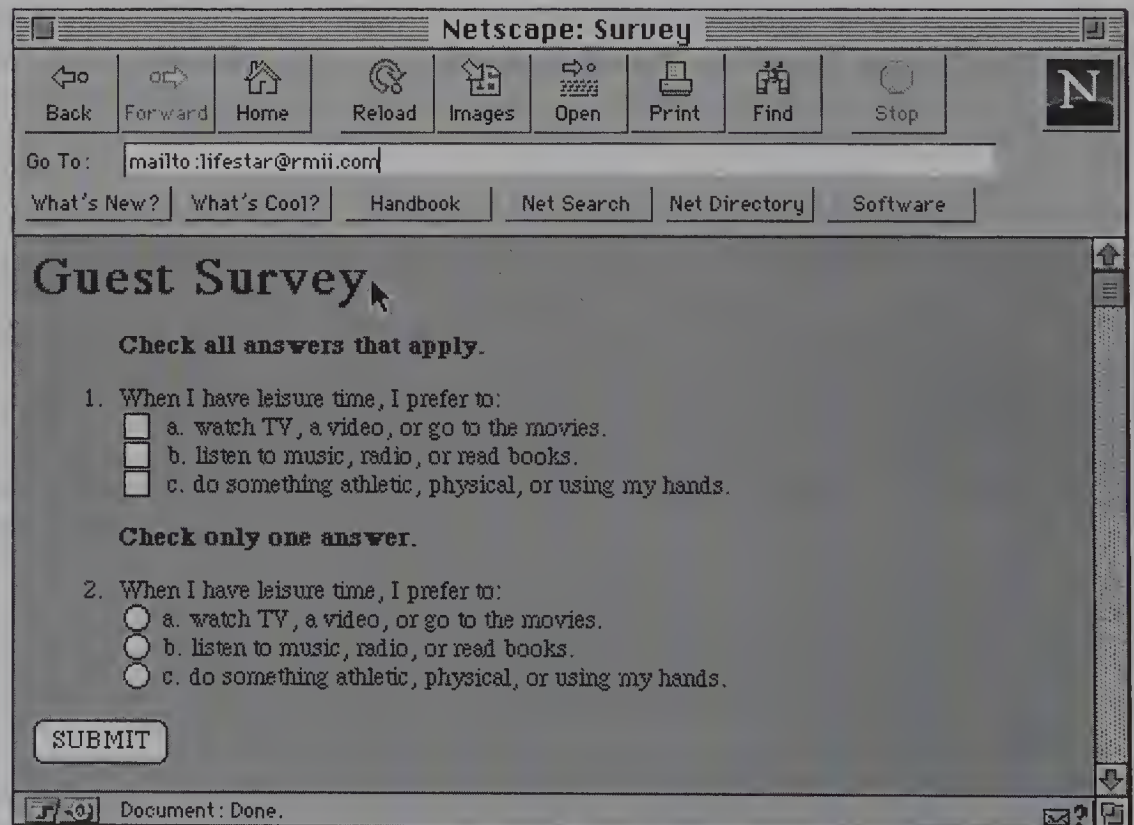 Netscape: Survey
Back Forward Home Reload Images Open Print Find Stop
N
Go To: mailto:lifestar@rmii.com
What's New? What's Cool? Handbook Net Search Net Directory Software
Guest Survey
Check all answers that apply.
1. When I have leisure time, I prefer to:
a. watch TV, a video, or go to the movies.
b. listen to music, radio, or read books.
c. do something athletic, physical, or using my hands.
Check only one answer.
2. When I have leisure time, I prefer to:
a. watch TV, a video, or go to the movies.
b. listen to music, radio, or read books.
c. do something athletic, physical, or using my hands.
SUBMIT
Document: Done.